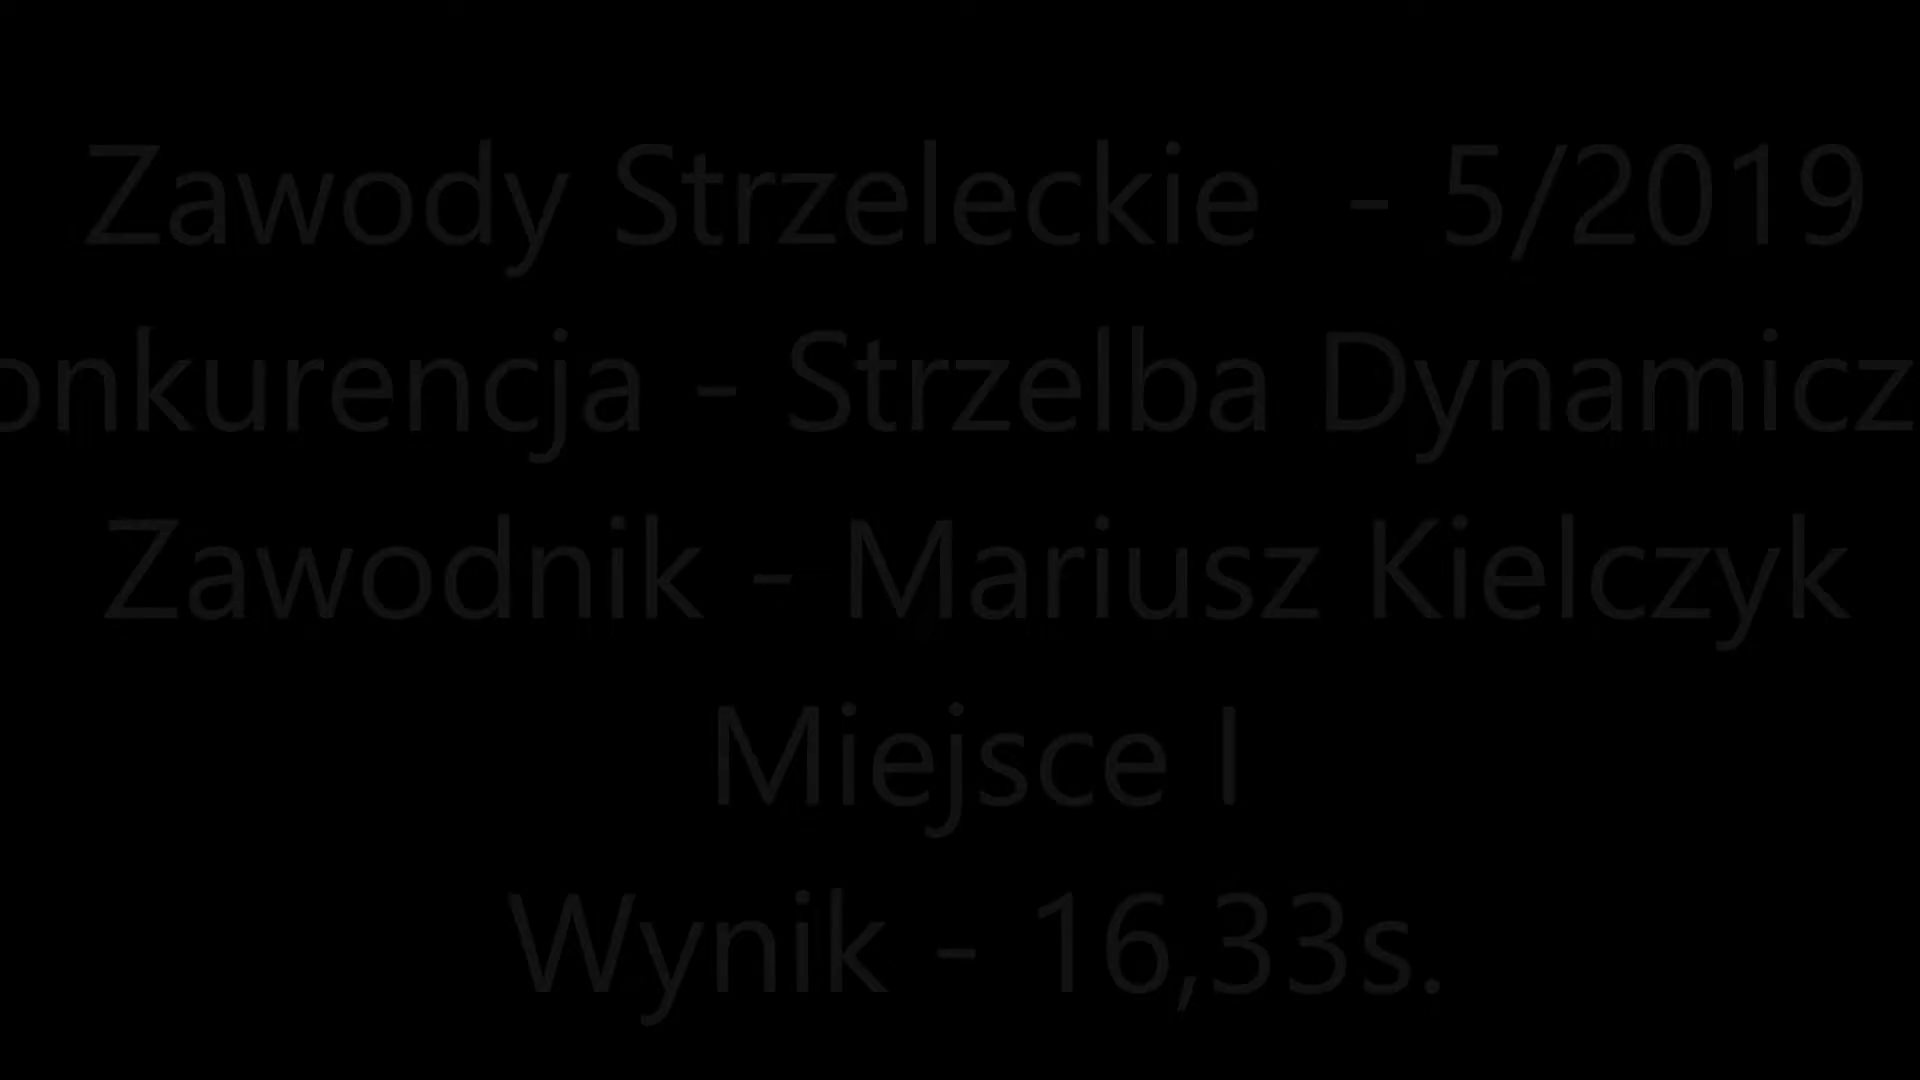 Zawody Strzeleckie - 5/2019
onkurencja - Strzelba Dynamicz
Zawodnik - Mariusz Kielczyk
Miejsce I
Wynik - 16,33s.